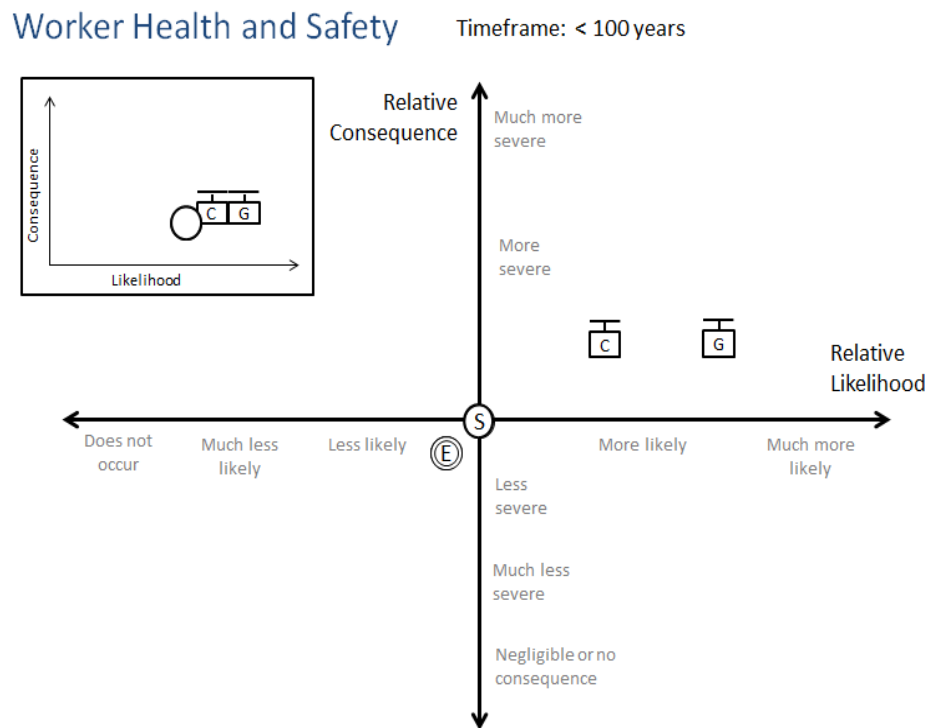 Worker Health and Safety
Timeframe: < 100 years
Consequence
C
G
Likelihood
Relative
Consequence
Much more
severe
More
severe
C
G
Relative
Likelihood
S
Does not
occur
Much less
likely
Less likely
E
More likely
Much more
likely
Less
severe
Much less
severe
Negligible or no
consequence